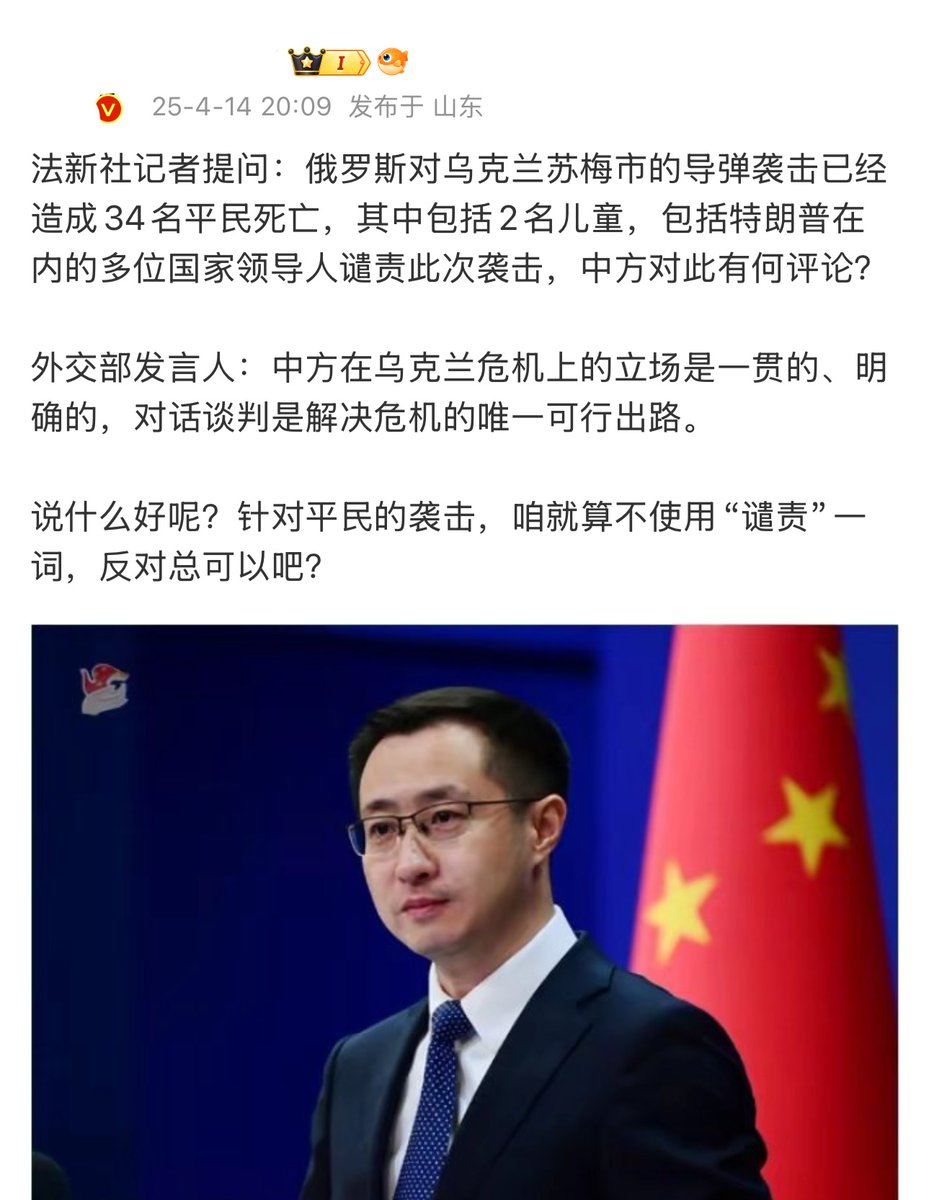 I
V
25-4-14 20:09 发布于 山东
法新社记者提问：俄罗斯对乌克兰苏梅市的导弹袭击已经
造成34名平民死亡，其中包括2名儿童，包括特朗普在
内的多位国家领导人谴责此次袭击，中方对此有何评论？
外交部发言人：中方在乌克兰危机上的立场是一贯的、明
确的，对话谈判是解决危机的唯一可行出路。
说什么好呢？针对平民的袭击，咱就算不使用“谴责”一
词，反对总可以吧？